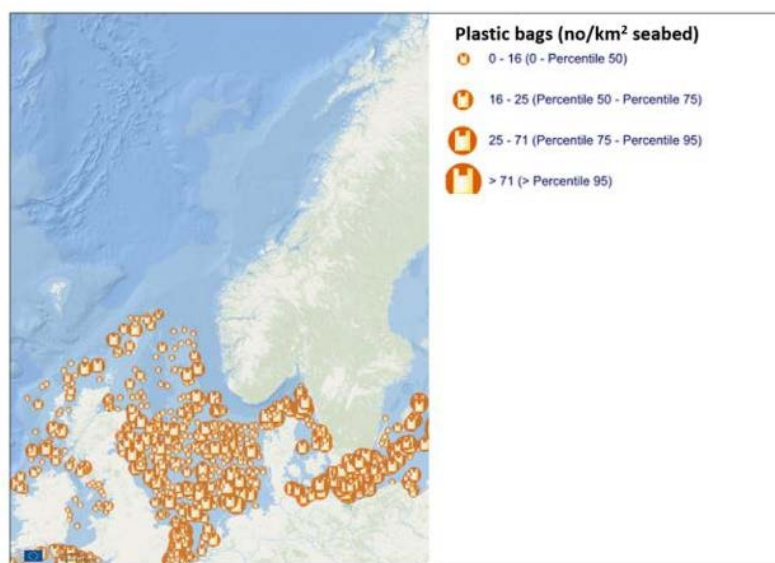 Plastic bags (no/km² seabed)
0 - 16 (0 - Percentile 50)
16 - 25 (Percentile 50 - Percentile 75)
25 - 71 (Percentile 75 - Percentile 95)
> 71 (> Percentile 95)